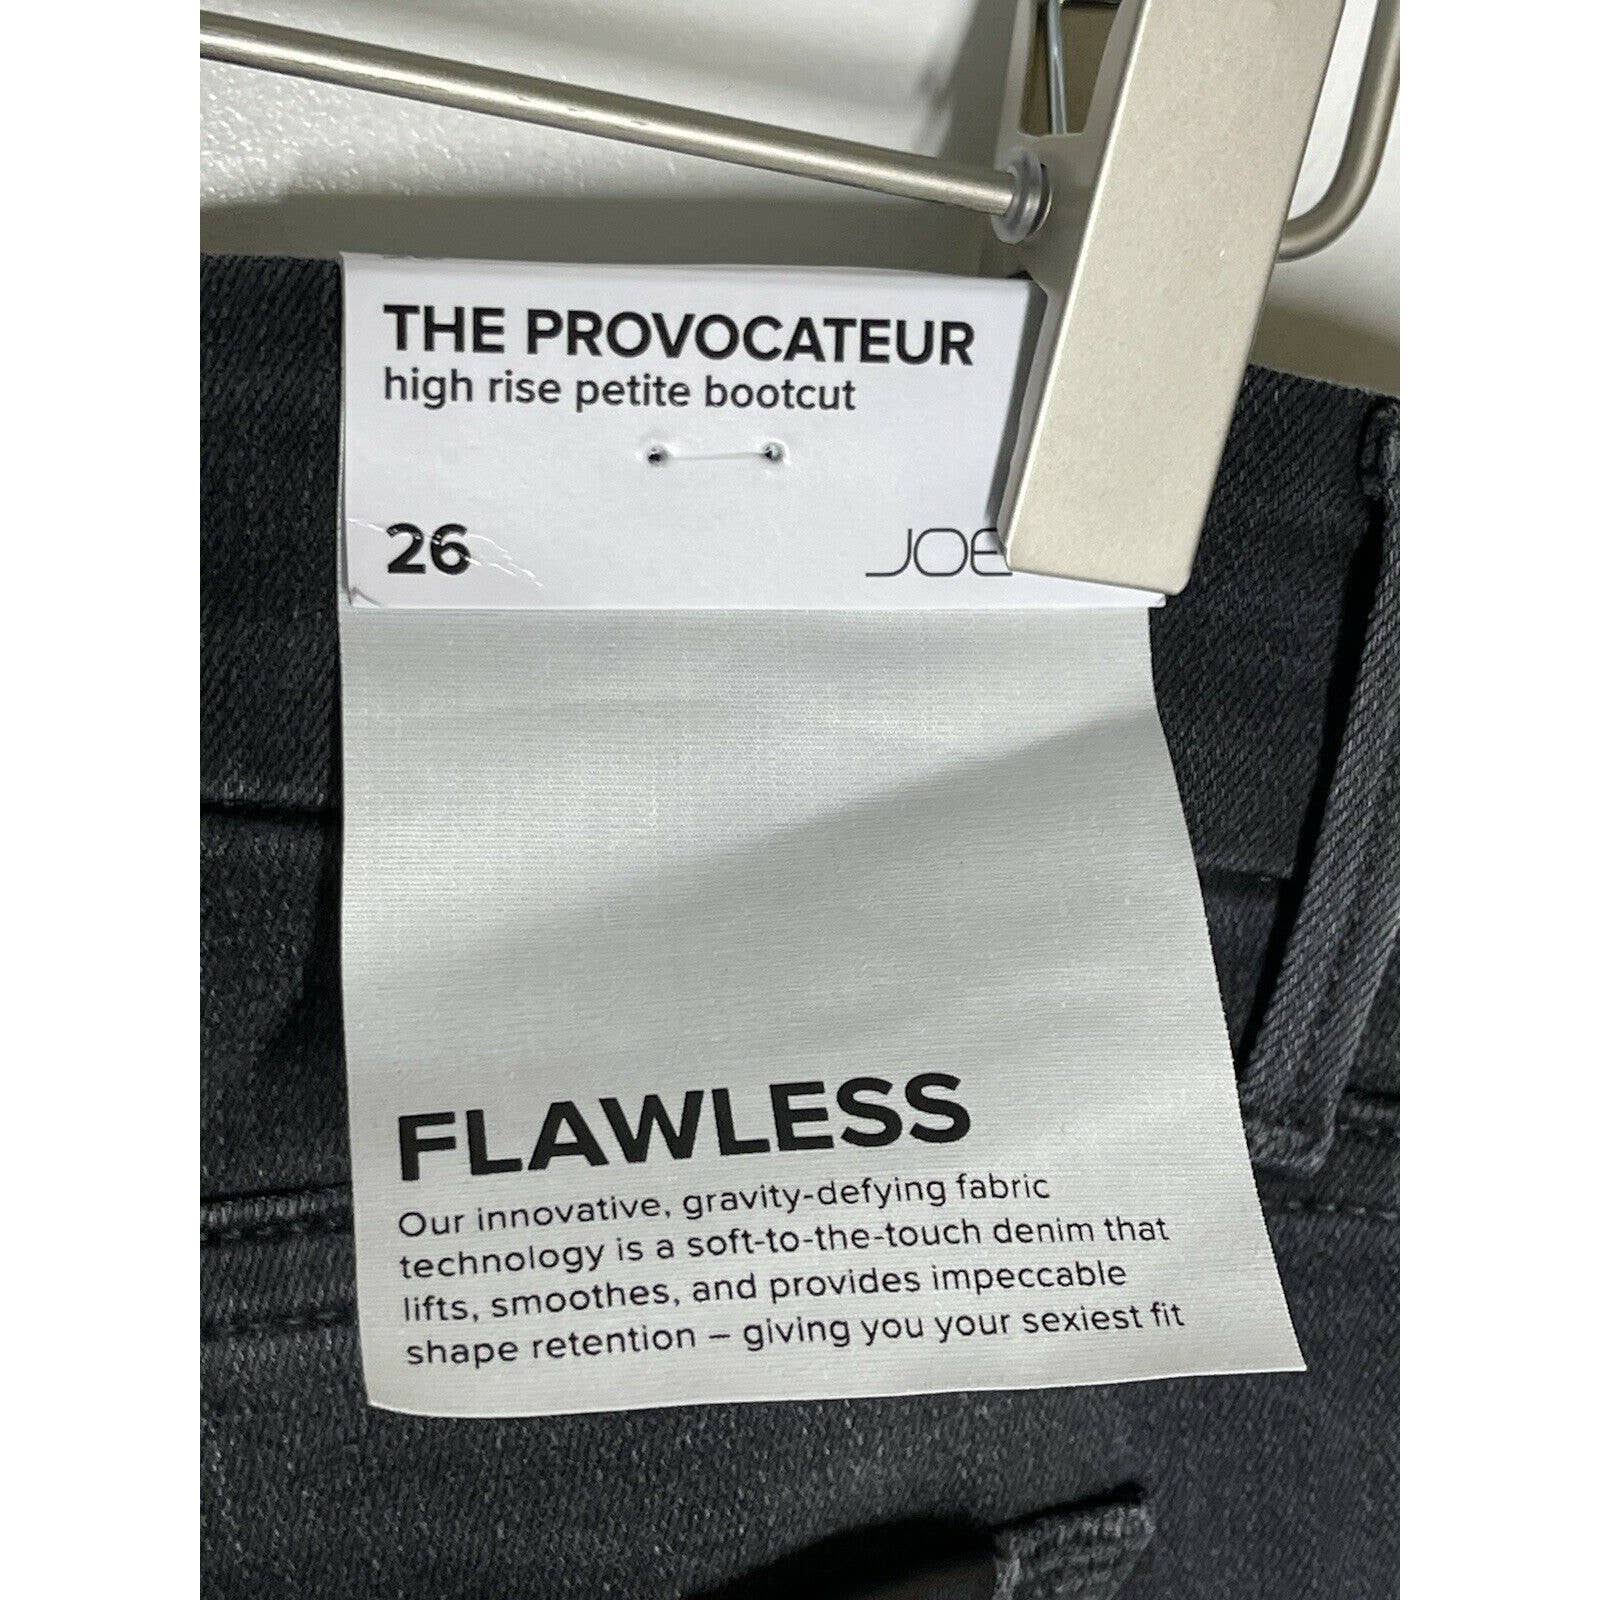 THE PROVOCATEUR
high rise petite bootcut
26
JOE
FLAWLESS
Our innovative, gravity-defying fabric
technology is a soft-to-the-touch denim that
lifts, smoothes, and provides impeccable
shape retention – giving you your sexiest fit